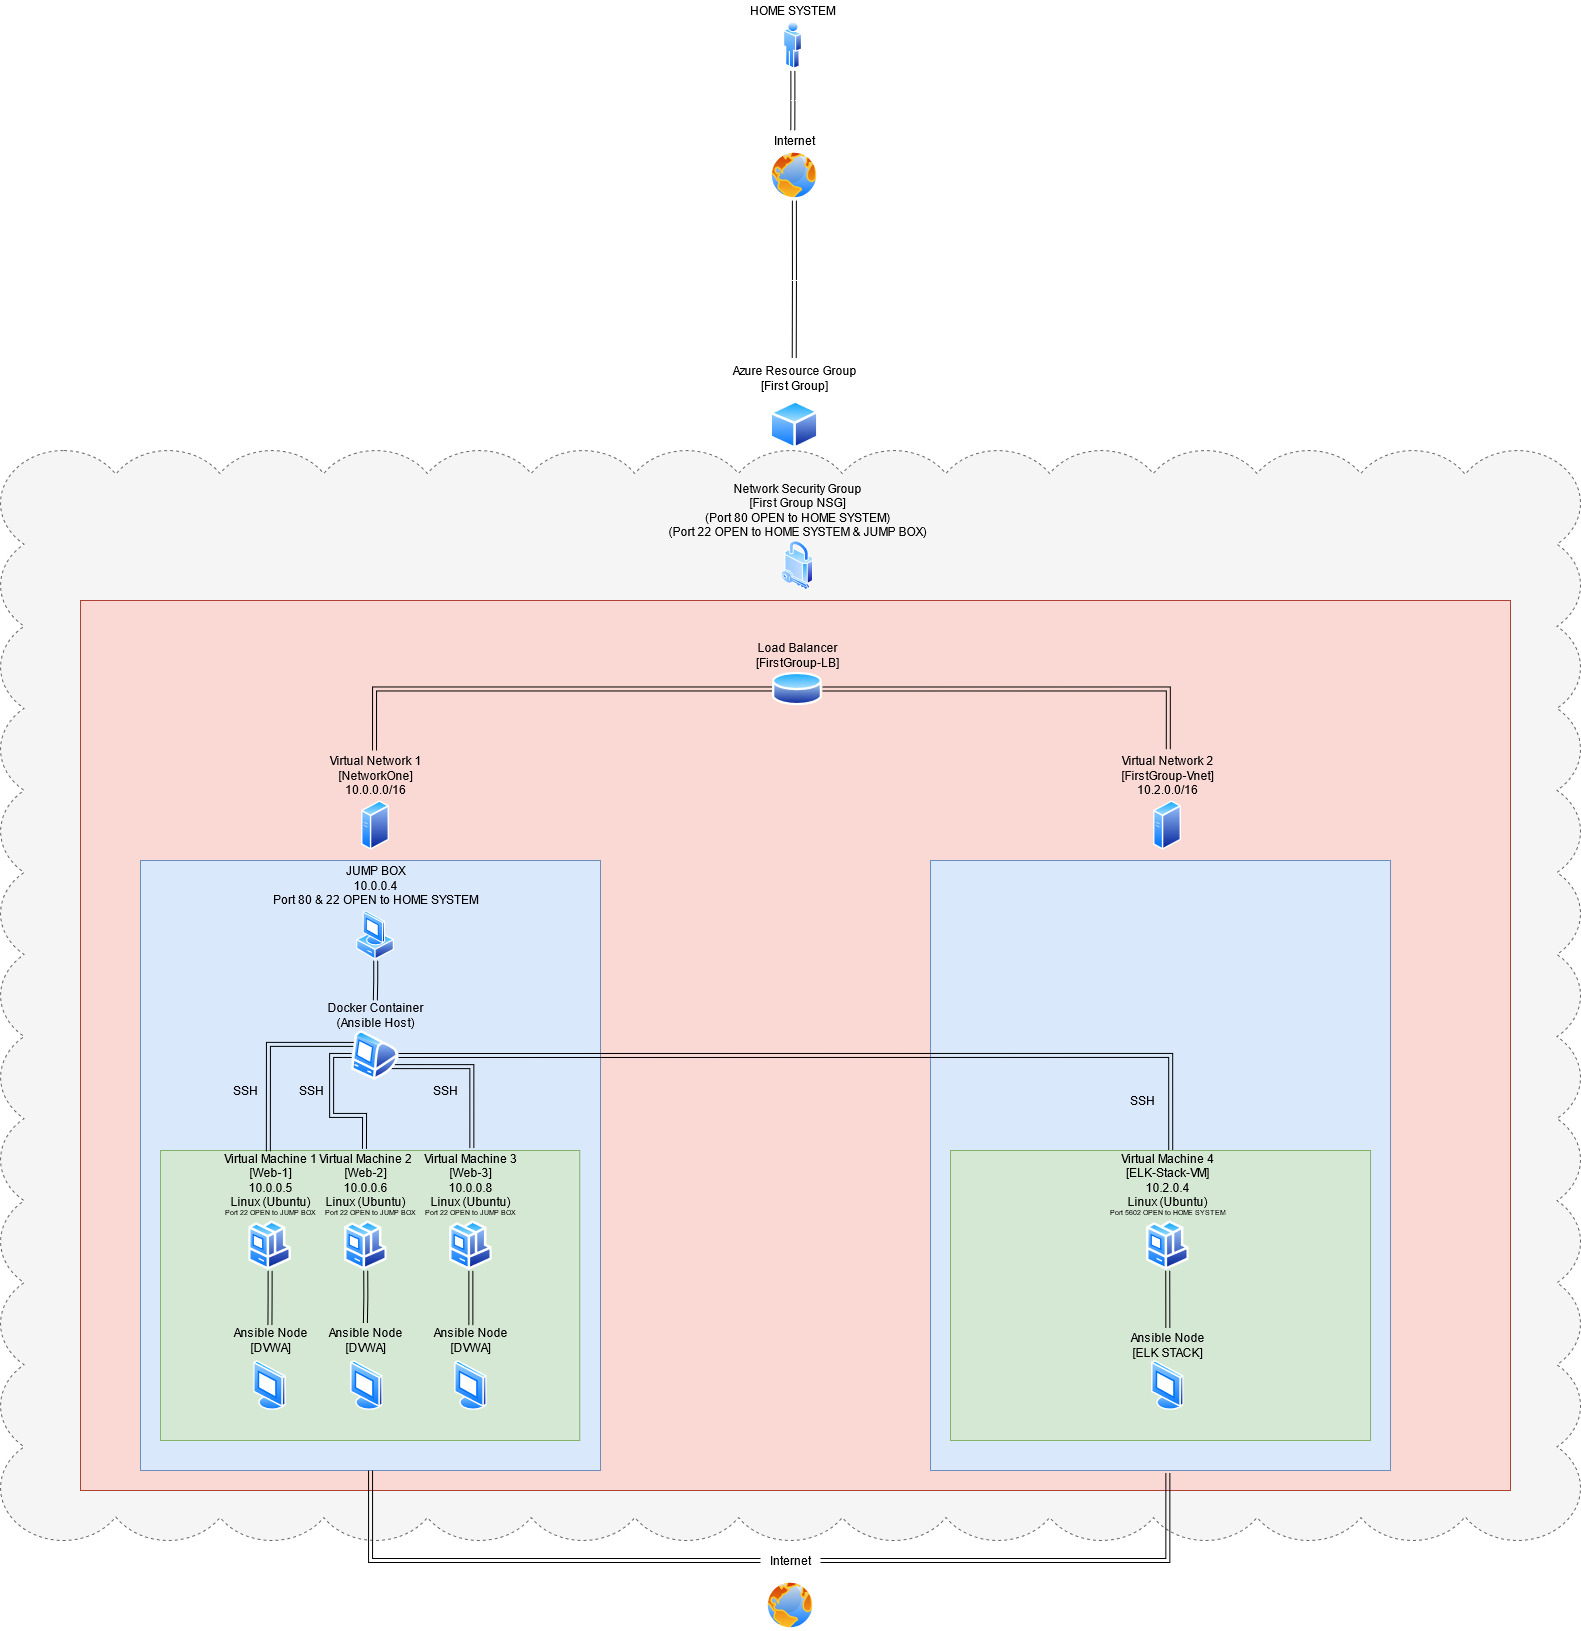 HOME SYSTEM
Internet
Azure Resource Group
[First Group]
Network Security Group
[First Group NSG]
(Port 80 OPEN to HOME SYSTEM)
(Port 22 OPEN to HOME SYSTEM & JUMP BOX)
Load Balancer
[FirstGroup-LB]
Virtual Network 1
[NetworkOne]
10.0.0.0/16
Virtual Network 2
[FirstGroup-Vnet]
10.2.0.0/16
JUMP BOX
10.0.0.4
Port 80 & 22 OPEN to HOME SYSTEM
Docker Container
(Ansible Host)
SSH
SSH
SSH
SSH
Virtual Machine 1
[Web-1]
10.0.0.5
Linux (Ubuntu)
Port 22 OPEN to JUMP BOX
Virtual Machine 2
[Web-2]
10.0.0.6
Linux (Ubuntu)
Port 22 OPEN to JUMP BOX
Virtual Machine 3
[Web-3]
10.0.0.8
Linux (Ubuntu)
Port 22 OPEN to JUMP BOX
Virtual Machine 4
[ELK-Stack-VM]
10.2.0.4
Linux (Ubuntu)
Port 5602 OPEN to HOME SYSTEM
Ansible Node
[DVWA]
Ansible Node
[DVWA]
Ansible Node
[DVWA]
Ansible Node
[ELK STACK]
Internet